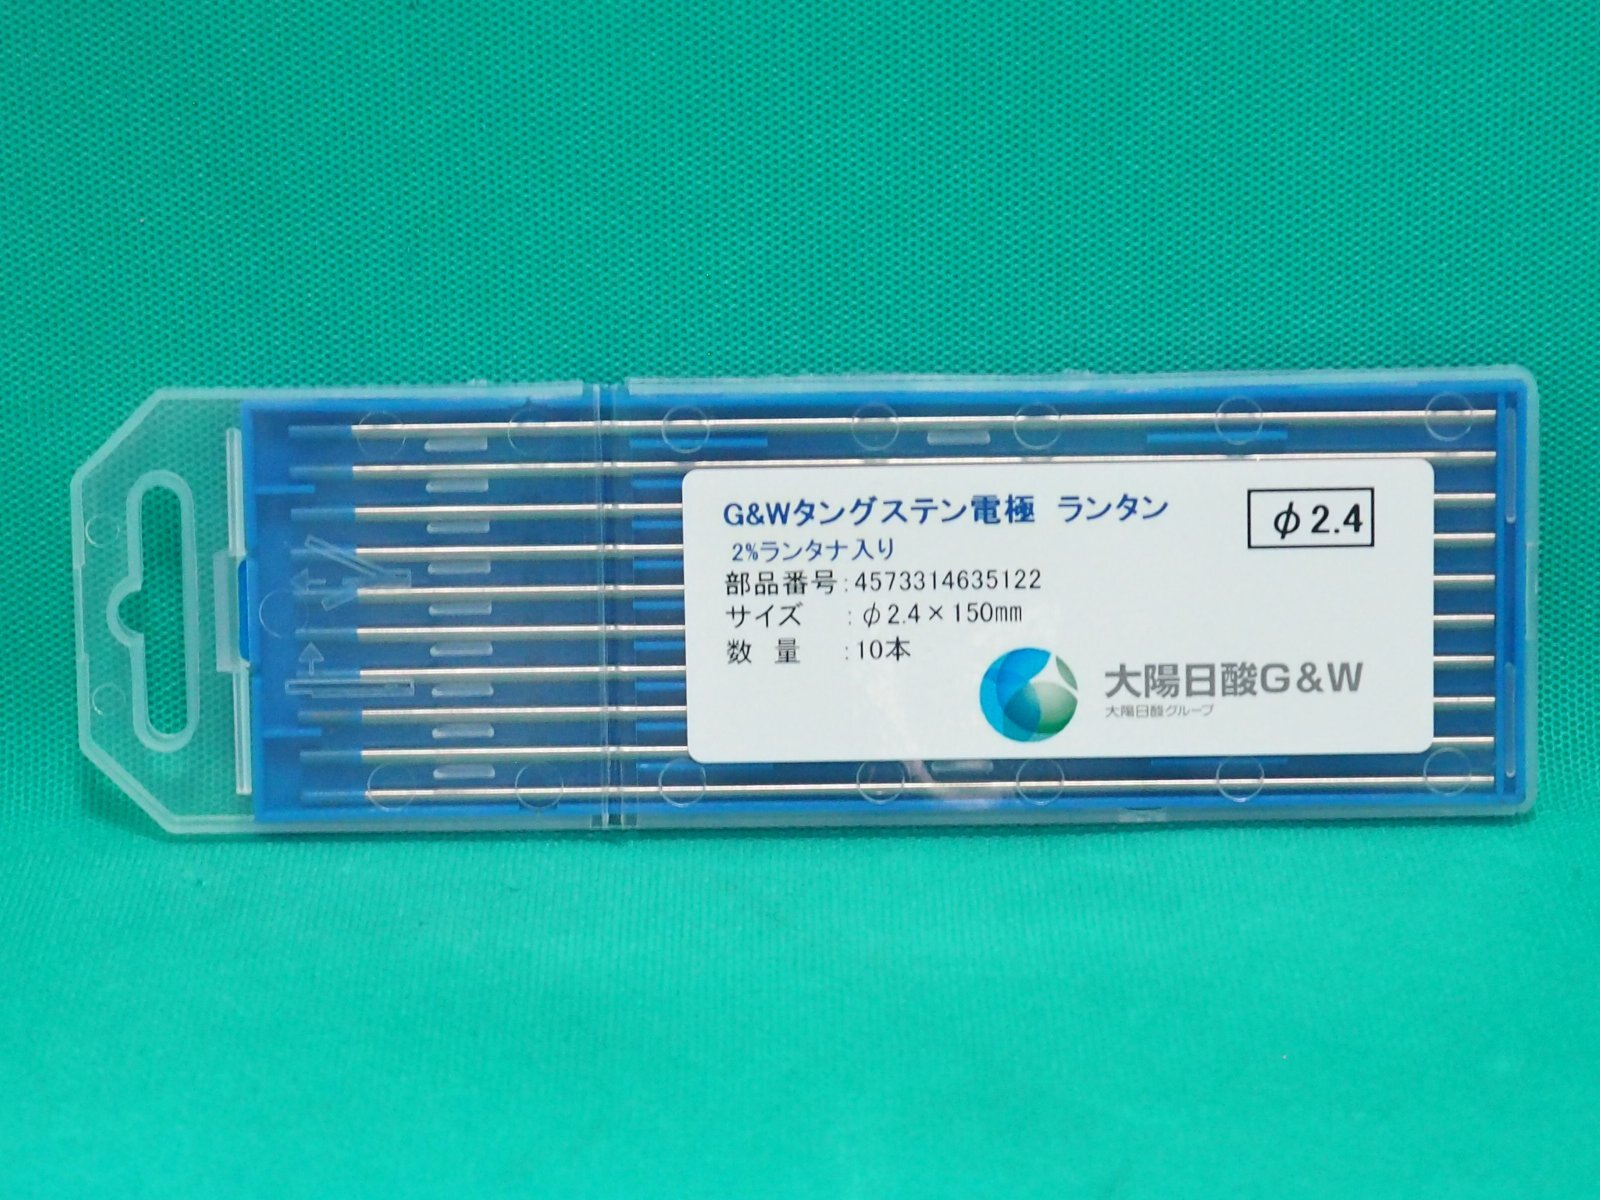 G&Wタングステン電極 ランタン
φ2.4
2%ランタナ入り
部品番号:4573314635122
サイズ :φ2.4×150mm
数 量 :10本
大陽日酸G&W
大陽日酸グループ